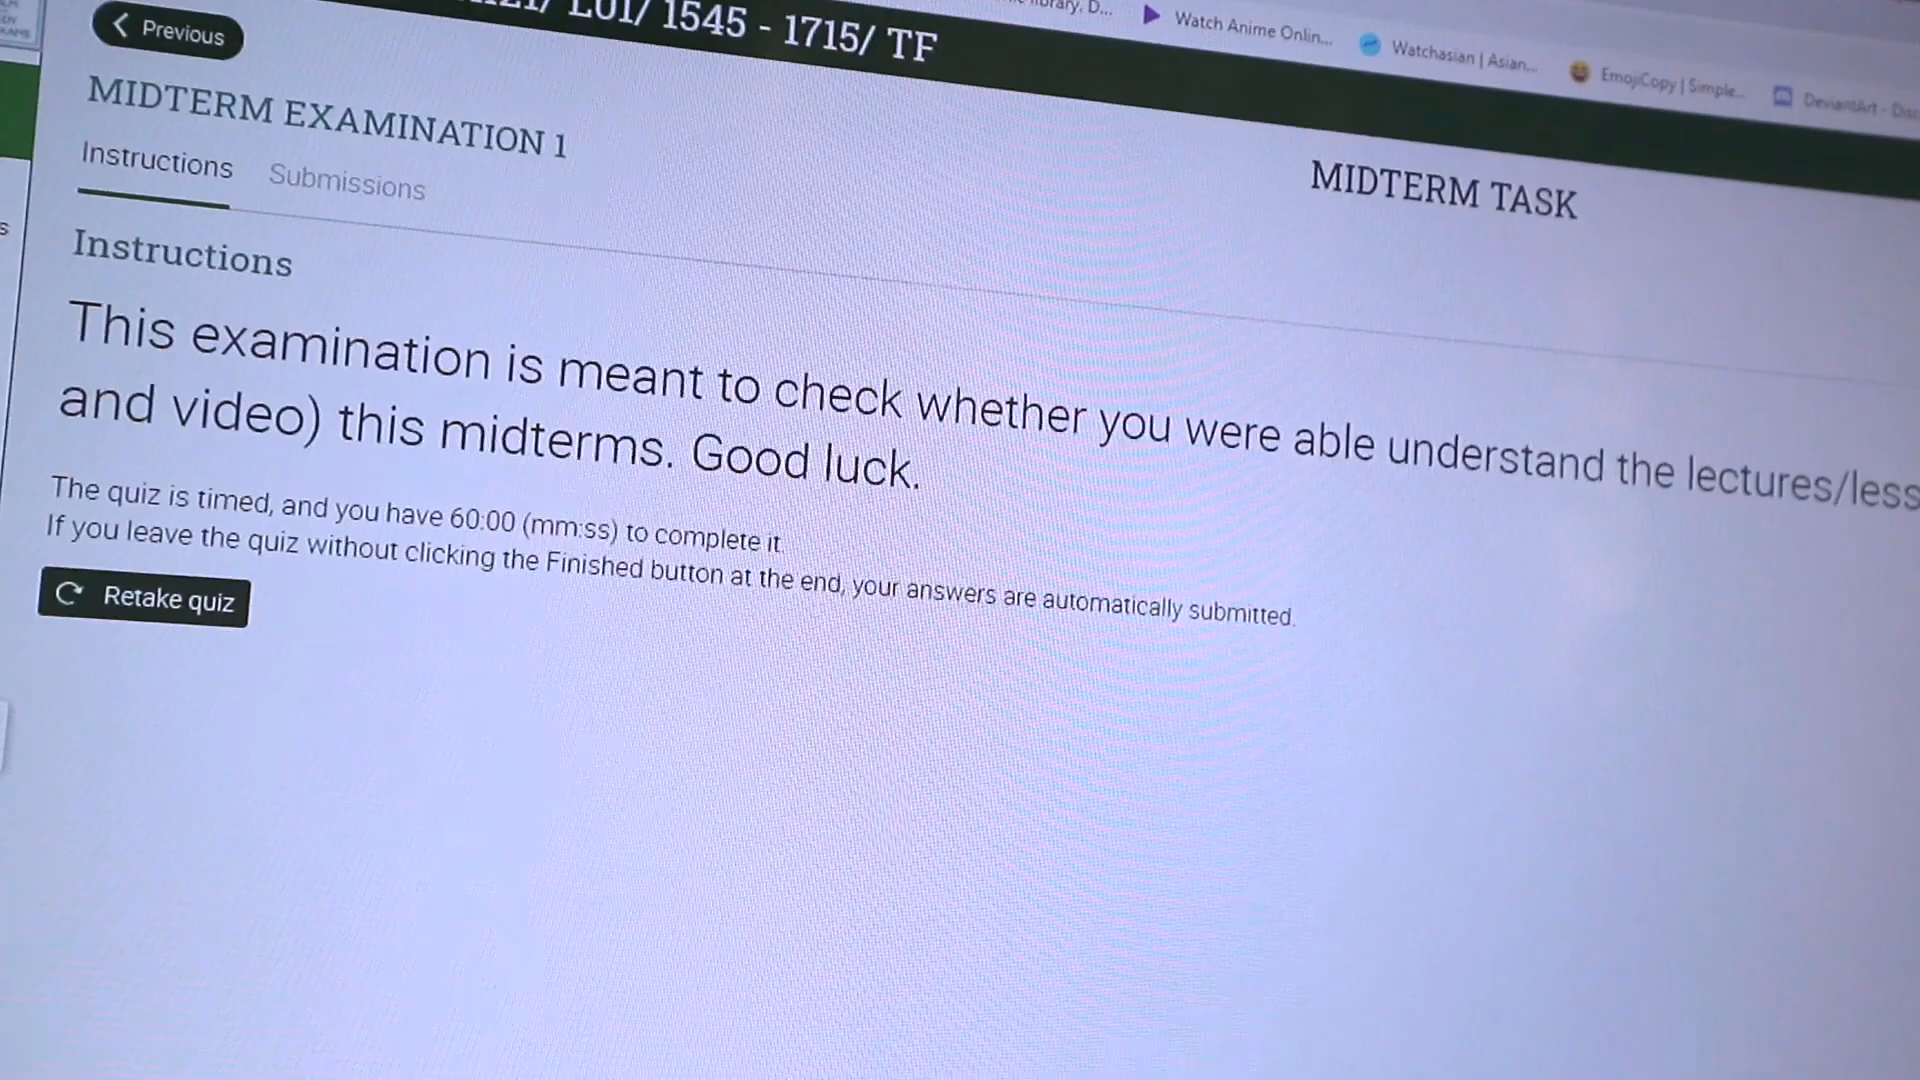 Previous
L01/ 1545 - 1715/ TF
Watch Anime Onlin...
Watchasian | Asian...
EmojiCopy | Simple...
DeviantArt - Disc
MIDTERM EXAMINATION 1
MIDTERM TASK
Instructions Submissions
Instructions
This examination is meant to check whether you were able understand the lectures/less
and video) this midterms. Good luck.
The quiz is timed, and you have 60:00 (mm:ss) to complete it.
If you leave the quiz without clicking the Finished button at the end, your answers are automatically submitted.
Retake quiz